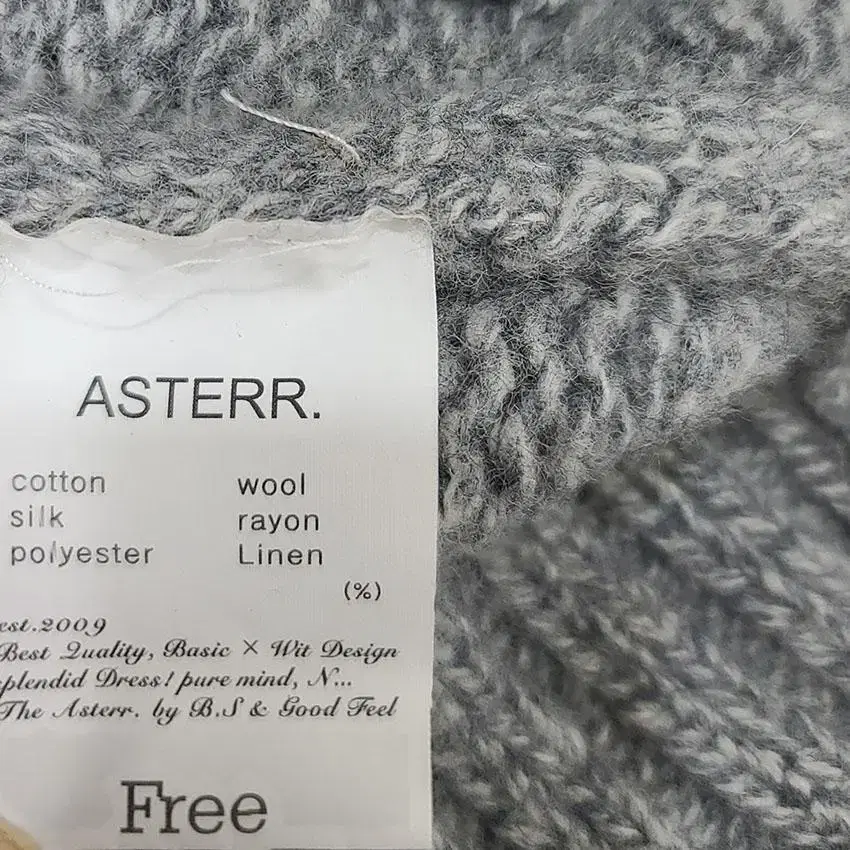 ASTERR.
cotton wool
silk rayon
polyester Linen
(%)
est.2009
Best Quality, Basic × Wit Design
splendid Dress! pure mind, N...
The Asterr. by B.S & Good Feel
Free